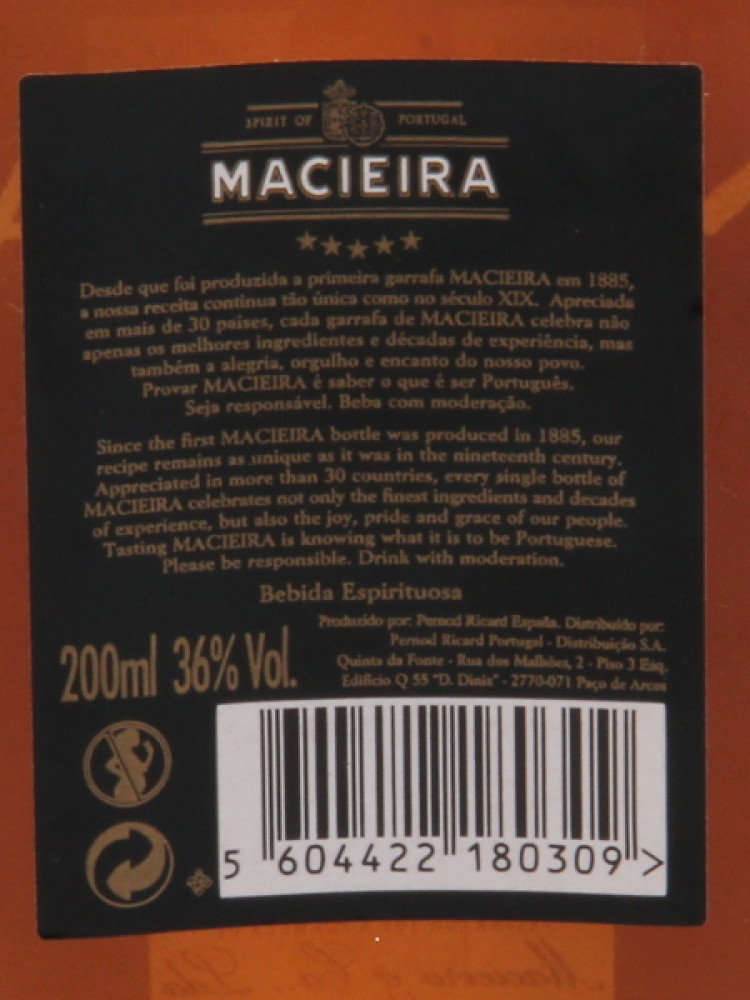 SPIRIT OF PORTUGAL
MACIEIRA
Desde que foi produzida a primeira garrafa MACIEIRA em 1885,
a nossa receita continua tão única como no século XIX. Apreciada
em mais de 30 países, cada garrafa de MACIEIRA celebra não
apenas os melhores ingredientes e décadas de experiência, mas
também a alegria, orgulho e encanto do nosso povo.
Provar MACIEIRA é saber o que é ser Português.
Seja responsável. Beba com moderação.
Since the first MACIEIRA bottle was produced in 1885, our
recipe remains as unique as it was in the nineteenth century.
Appreciated in more than 30 countries, every single bottle of
MACIEIRA celebrates not only the finest ingredients and decades
of experience, but also the joy, pride and grace of our people.
Tasting MACIEIRA is knowing what it is to be Portuguese.
Please be responsible. Drink with moderation.
Bebida Espirituosa
Produzido por: Pernod Ricard España. Distribuído por:
Pernod Ricard Portugal - Distribuição S.A.
Quinta da Fonte - Rua dos Malhões, 2 - Piso 3 Esq.
Edifício Q 55 "D. Diniz" - 2770-071 Paço de Arcos
200ml 36% Vol.
5 604422 180309 >